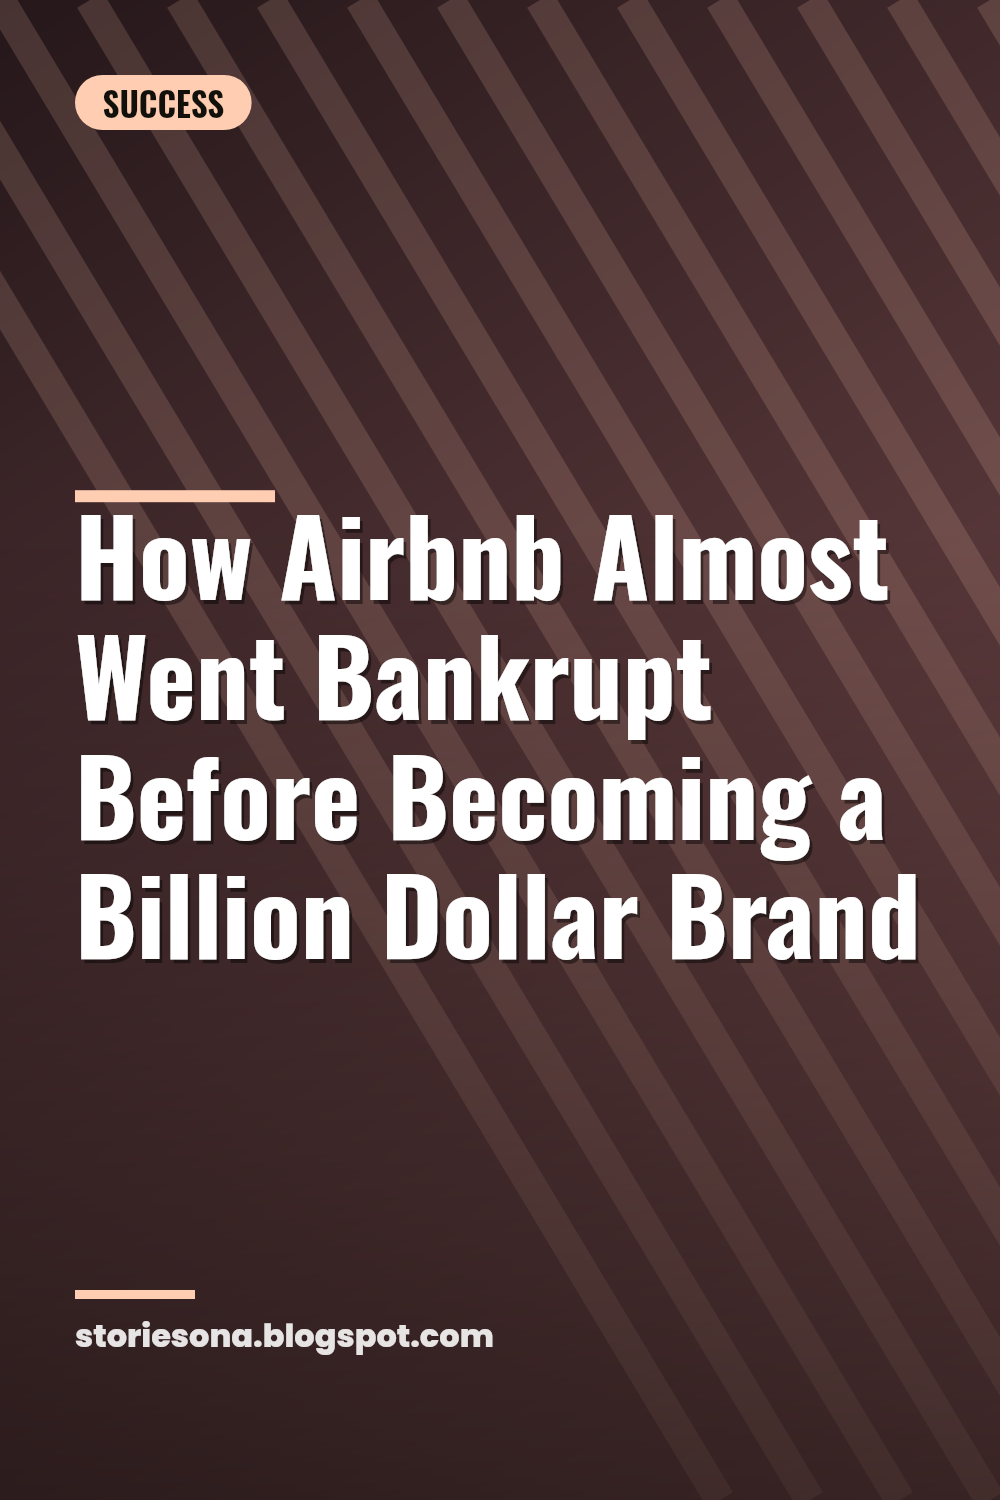 SUCCESS
How Airbnb Almost
Went Bankrupt
Before Becoming a
Billion Dollar Brand
storiesona.blogspot.com